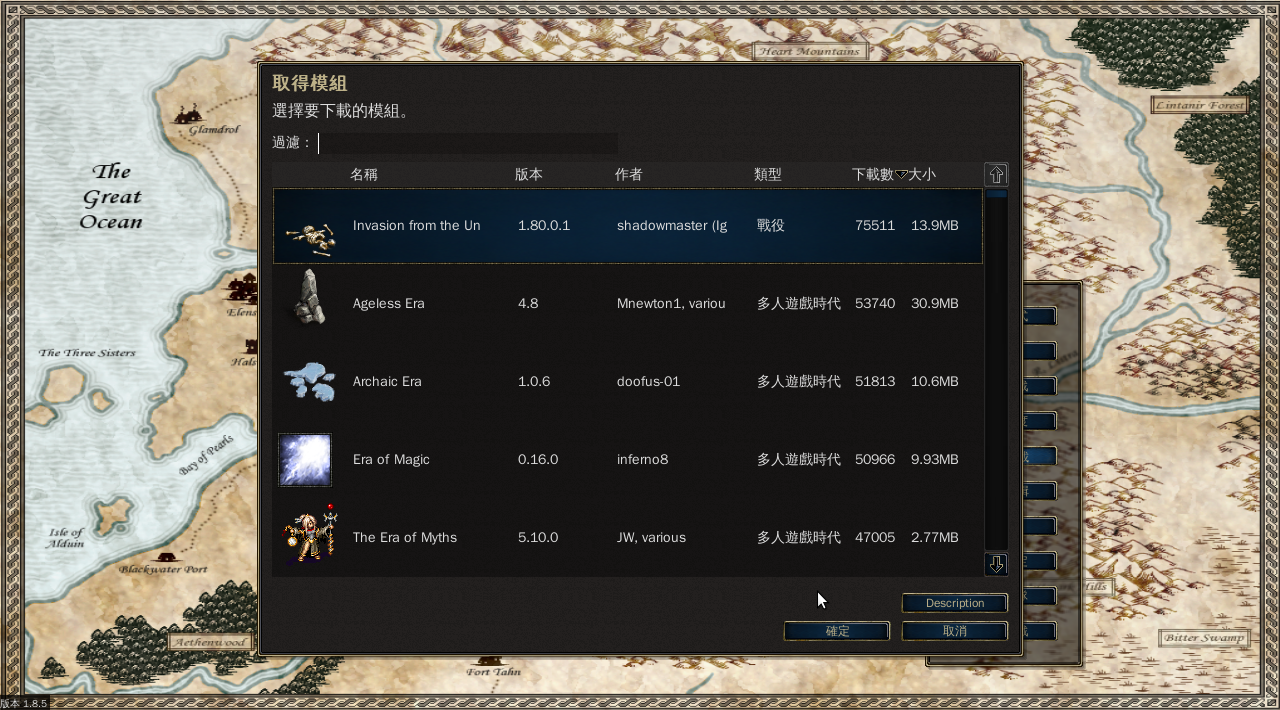 Heart Mountains
取得模組
選擇要下載的模組。
Lintanir Forest
Glamdrol
過濾：
The
Great
Ocean
名稱 版本 作者 類型 下載數 大小
Invasion from the Un 1.80.0.1 shadowmaster (Ig 戰役 75511 13.9MB
Ageless Era 4.8 Mnewton1, variou 多人遊戲時代 53740 30.9MB
Elens
The Three Sisters
Hals
Archaic Era 1.0.6 doofus-01 多人遊戲時代 51813 10.6MB
Bay of Pearls
Era of Magic 0.16.0 inferno8 多人遊戲時代 50966 9.93MB
Isle of
Alduin
The Era of Myths 5.10.0 JW, various 多人遊戲時代 47005 2.77MB
Blackwater Port
Hills
Description
確定 取消
Aethenwood
Bitter Swamp
Fort Tahn
版本 1.8.5